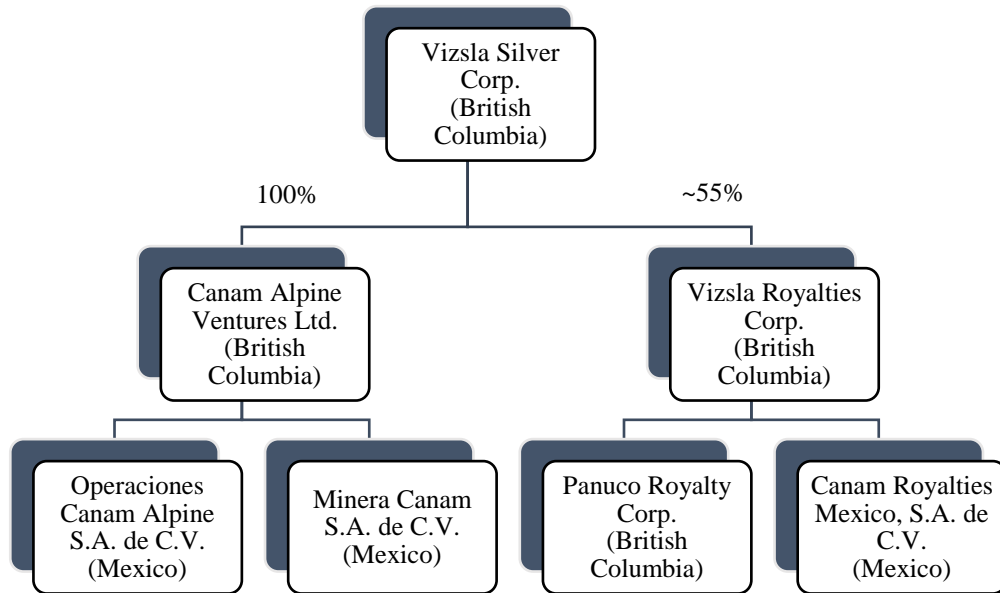 Vizsla Silver
Corp.
(British
Columbia)
100%
~55%
Canam Alpine
Ventures Ltd.
(British
Columbia)
Vizsla Royalties
Corp.
(British
Columbia)
Operaciones
Canam Alpine
S.A. de C.V.
(Mexico)
Minera Canam
S.A. de C.V.
(Mexico)
Panuco Royalty
Corp.
(British
Columbia)
Canam Royalties
Mexico, S.A. de
C.V.
(Mexico)